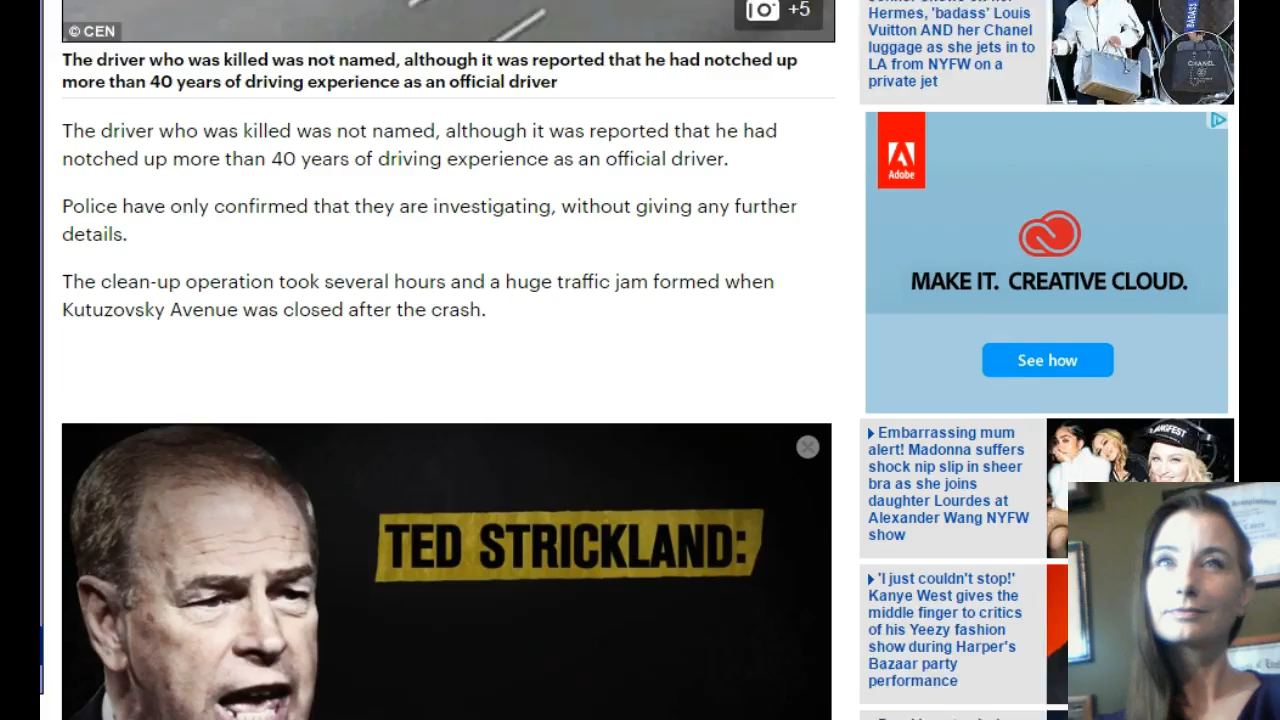 +5
© CEN
The driver who was killed was not named, although it was reported that he had notched up
more than 40 years of driving experience as an official driver
The driver who was killed was not named, although it was reported that he had
notched up more than 40 years of driving experience as an official driver.
Police have only confirmed that they are investigating, without giving any further
details.
The clean-up operation took several hours and a huge traffic jam formed when
Kutuzovsky Avenue was closed after the crash.
TED STRICKLAND:
Hermes, 'badass' Louis
Vuitton AND her Chanel
luggage as she jets in to
LA from NYFW on a
private jet
BADASS
CHANEL
Adobe
MAKE IT. CREATIVE CLOUD.
See how
Embarrassing mum
alert! Madonna suffers
shock nip slip in sheer
bra as she joins
daughter Lourdes at
Alexander Wang NYFW
show
'I just couldn't stop!'
Kanye West gives the
middle finger to critics
of his Yeezy fashion
show during Harper's
Bazaar party
performance